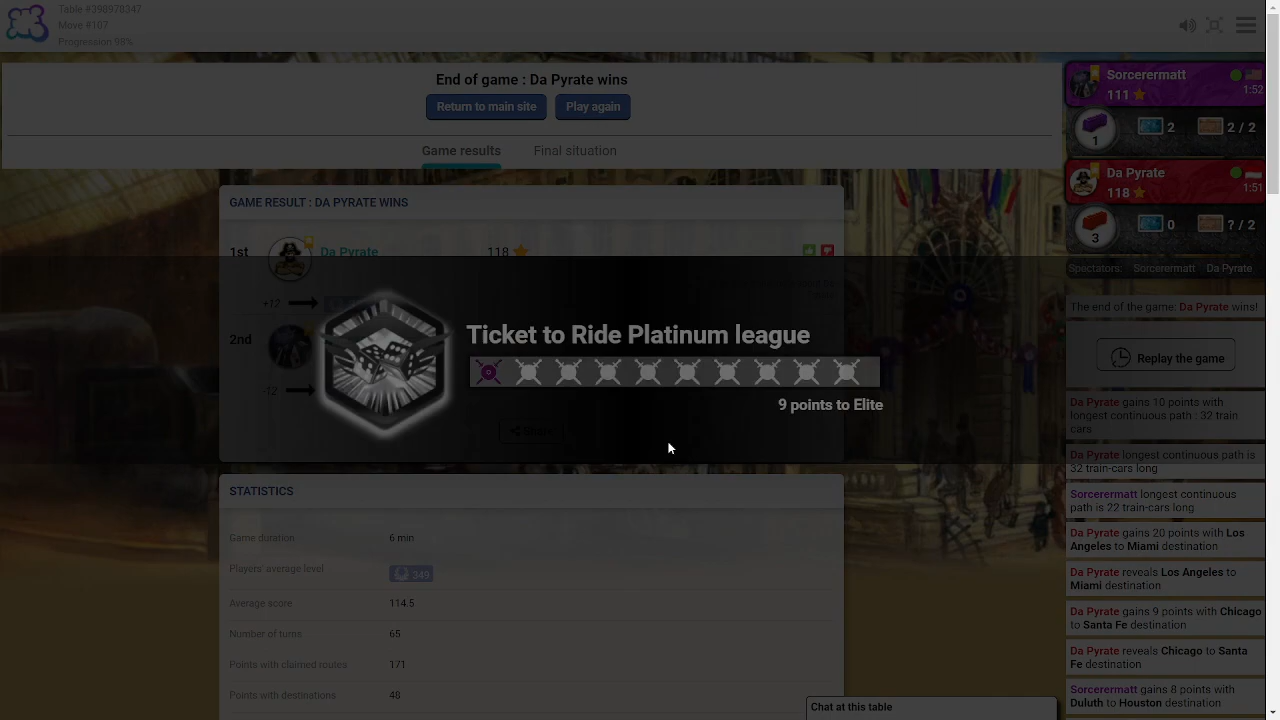 Table #398978347
Move #107
Progression 98%
End of game : Da Pyrate wins
Return to main site
Play again
Game results
Final situation
Sorcerermatt
111
1:52
1
2
2 / 2
Da Pyrate
118
1:51
3
0
? / 2
Spectators: Sorcerermatt Da Pyrate
GAME RESULT : DA PYRATE WINS
1st
Da Pyrate
118
+12
2nd
-12
Ticket to Ride Platinum league
9 points to Elite
Share
STATISTICS
Game duration 6 min
Players' average level 349
Average score 114.5
Number of turns 65
Points with claimed routes 171
Points with destinations 48
The end of the game: Da Pyrate wins!
Replay the game
Da Pyrate gains 10 points with
longest continuous path : 32 train
cars
Da Pyrate longest continuous path is
32 train-cars long
Sorcerermatt longest continuous
path is 22 train-cars long
Da Pyrate gains 20 points with Los
Angeles to Miami destination
Da Pyrate reveals Los Angeles to
Miami destination
Da Pyrate gains 9 points with Chicago
to Santa Fe destination
Da Pyrate reveals Chicago to Santa
Fe destination
Sorcerermatt gains 8 points with
Duluth to Houston destination
Chat at this table